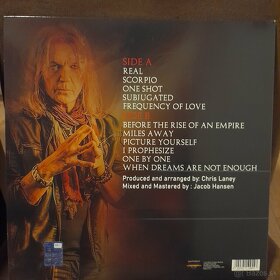 SIDE A
REAL
SCORPIO
ONE SHOT
SUBJUGATED
FREQUENCY OF LOVE
BEFORE THE RISE OF AN EMPIRE
MILES AWAY
PICTURE YOURSELF
I PROPHESIZE
ONE BY ONE
WHEN DREAMS ARE NOT ENOUGH
Produced and arranged by: Chris Laney
Mixed and Mastered by : Jacob Hansen